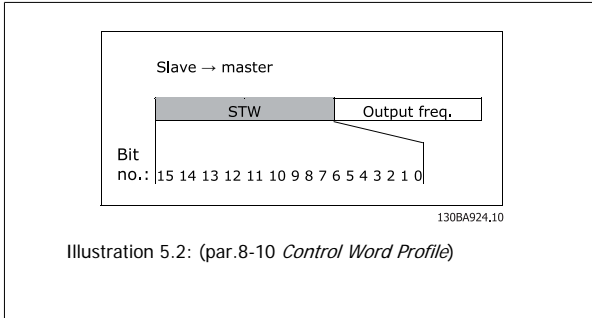 Slave → master
STW Output freq.
Bit
no.: 15 14 13 12 11 10 9 8 7 6 5 4 3 2 1 0
130BA924.10
Illustration 5.2: (par.8-10 Control Word Profile)